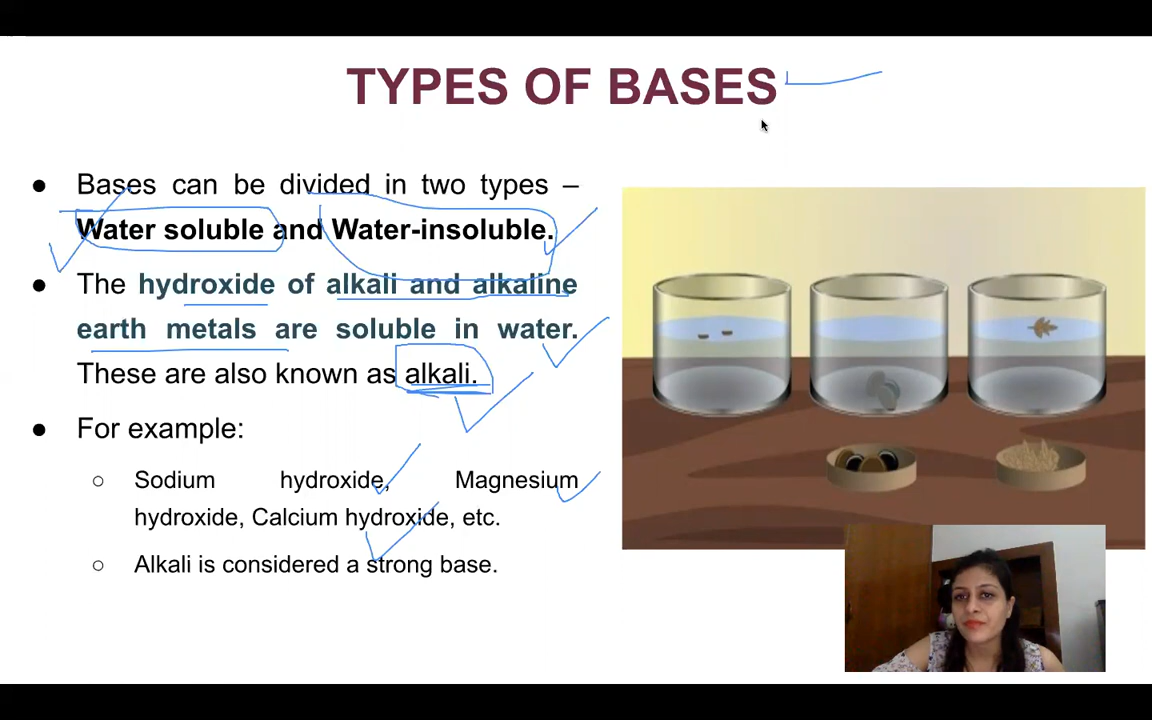 TYPES OF BASES
● Bases can be divided in two types –
Water soluble and Water-insoluble.
● The hydroxide of alkali and alkaline
earth metals are soluble in water.
These are also known as alkali.
● For example:
○ Sodium hydroxide, Magnesium
hydroxide, Calcium hydroxide, etc.
○ Alkali is considered a strong base.